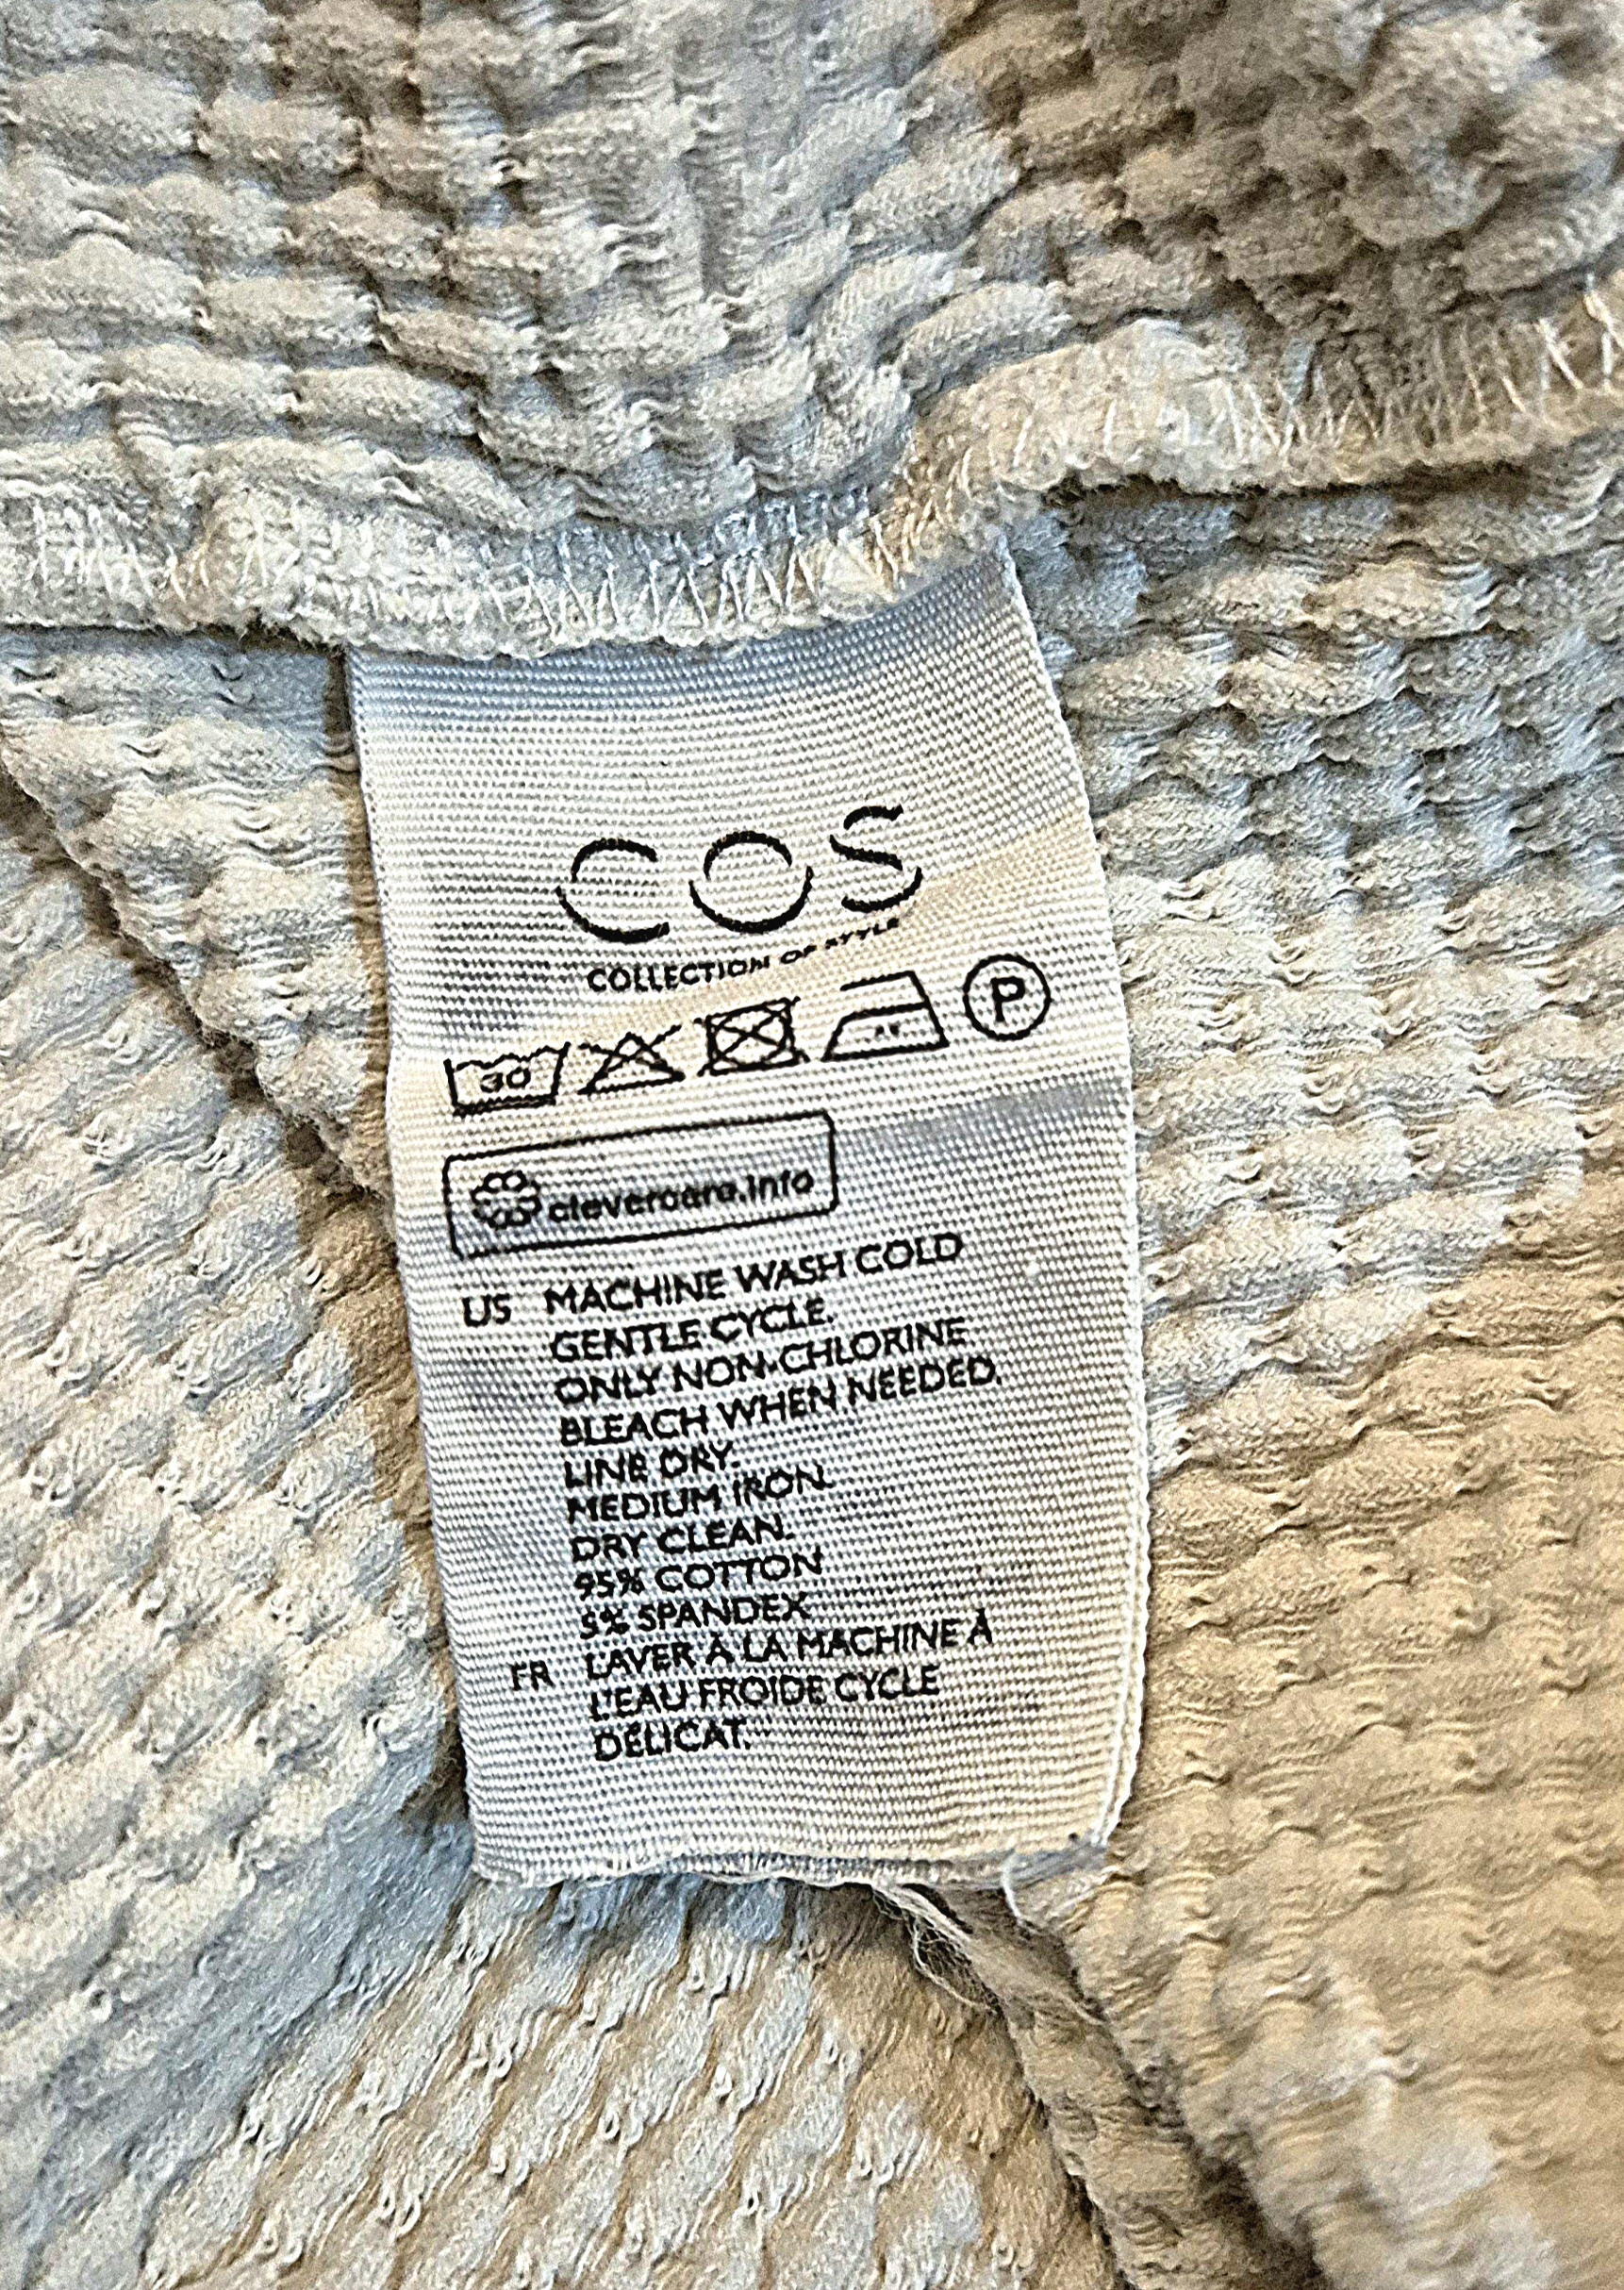 COS
COLLECTION OF STYLE
30 P
clevercare.info
US MACHINE WASH COLD
GENTLE CYCLE.
ONLY NON-CHLORINE
BLEACH WHEN NEEDED.
LINE DRY.
MEDIUM IRON.
DRY CLEAN.
95% COTTON
5% SPANDEX
FR LAVER À LA MACHINE À
L'EAU FROIDE CYCLE
DÉLICAT.